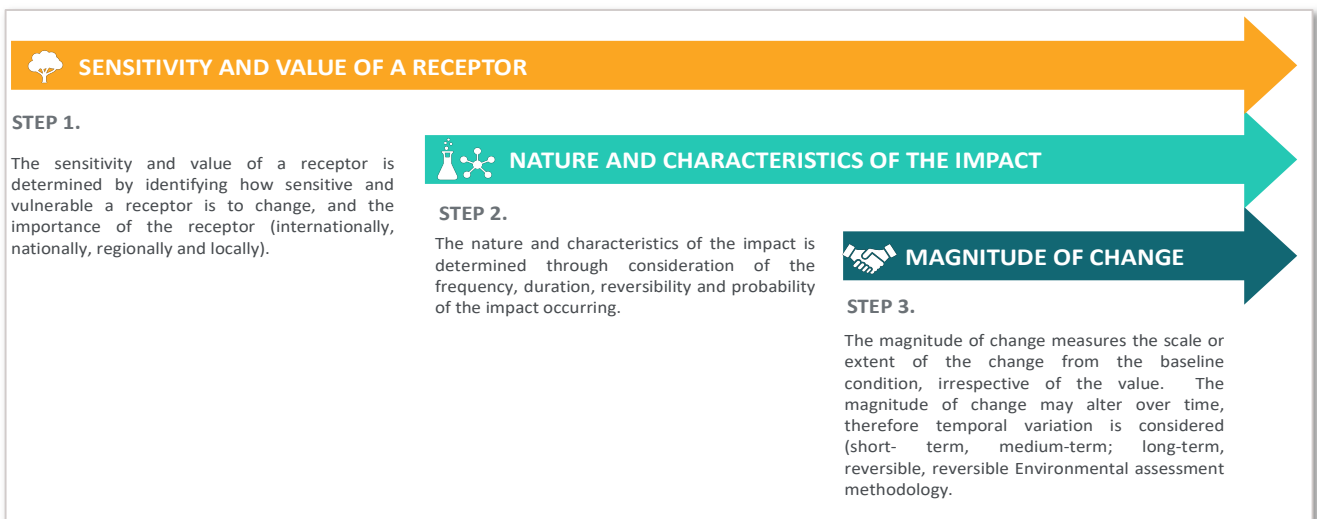 SENSITIVITY AND VALUE OF A RECEPTOR
STEP 1.
The sensitivity and value of a receptor is
determined by identifying how sensitive and
vulnerable a receptor is to change, and the
importance of the receptor (internationally,
nationally, regionally and locally).
NATURE AND CHARACTERISTICS OF THE IMPACT
STEP 2.
The nature and characteristics of the impact is
determined through consideration of the
frequency, duration, reversibility and probability
of the impact occurring.
MAGNITUDE OF CHANGE
STEP 3.
The magnitude of change measures the scale or
extent of the change from the baseline
condition, irrespective of the value. The
magnitude of change may alter over time,
therefore temporal variation is considered
(short- term, medium-term; long-term,
reversible, reversible Environmental assessment
methodology.